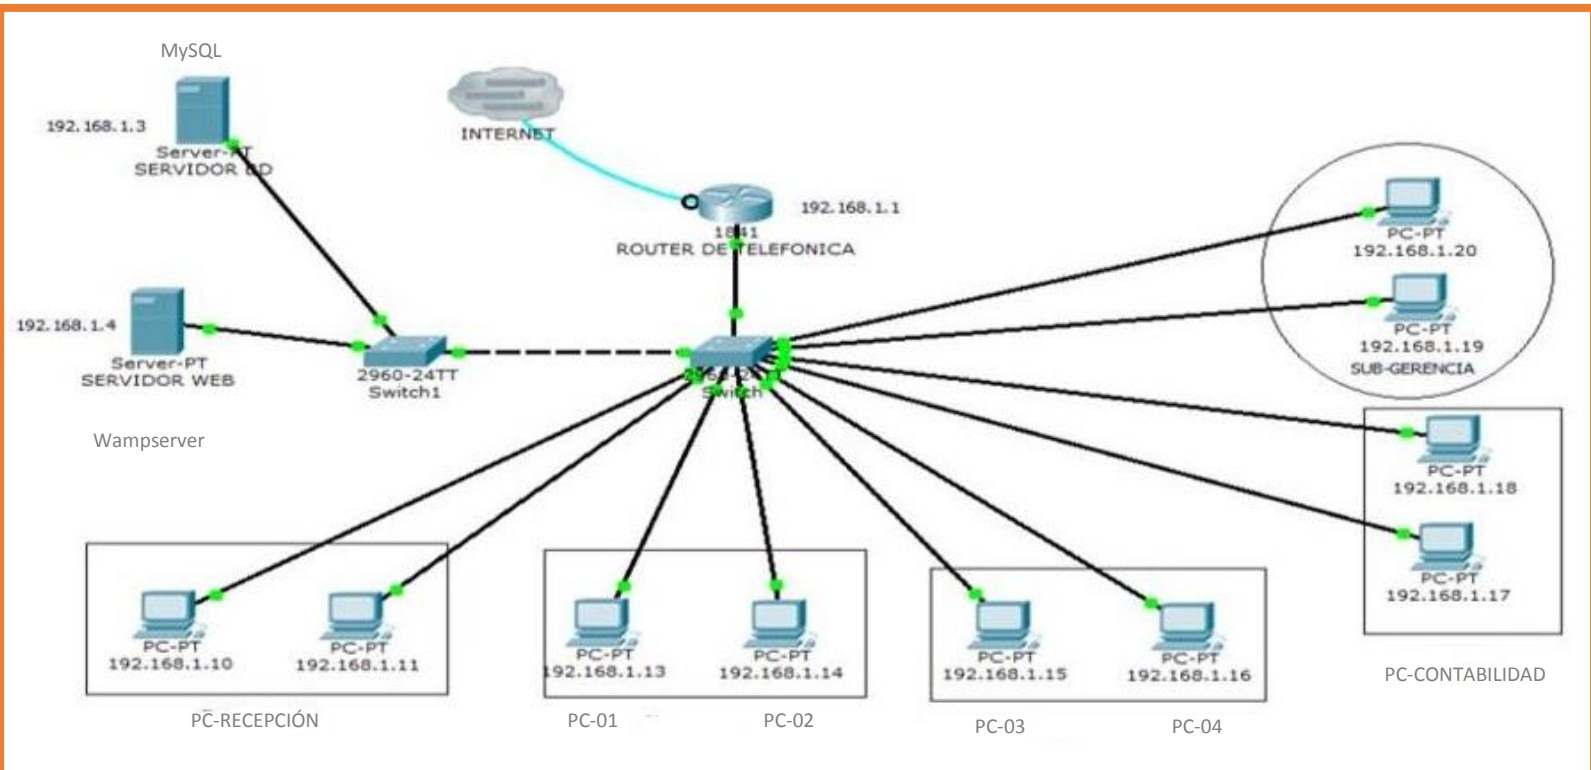 MySQL
192.168.1.3
Server-PT
SERVIDOR BD
INTERNET
192.168.1.1
1841
ROUTER DE TELEFONICA
192.168.1.4
Server-PT
SERVIDOR WEB
Wampserver
2960-24TT
Switch1
Switch
PC-PT
192.168.1.20
PC-PT
192.168.1.19
SUB-GERENCIA
PC-PT
192.168.1.18
PC-PT
192.168.1.17
PC-CONTABILIDAD
PC-PT
192.168.1.10
PC-PT
192.168.1.11
PC-RECEPCIÓN
PC-PT
192.168.1.13
PC-PT
192.168.1.14
PC-01
PC-02
PC-PT
192.168.1.15
PC-PT
192.168.1.16
PC-03
PC-04